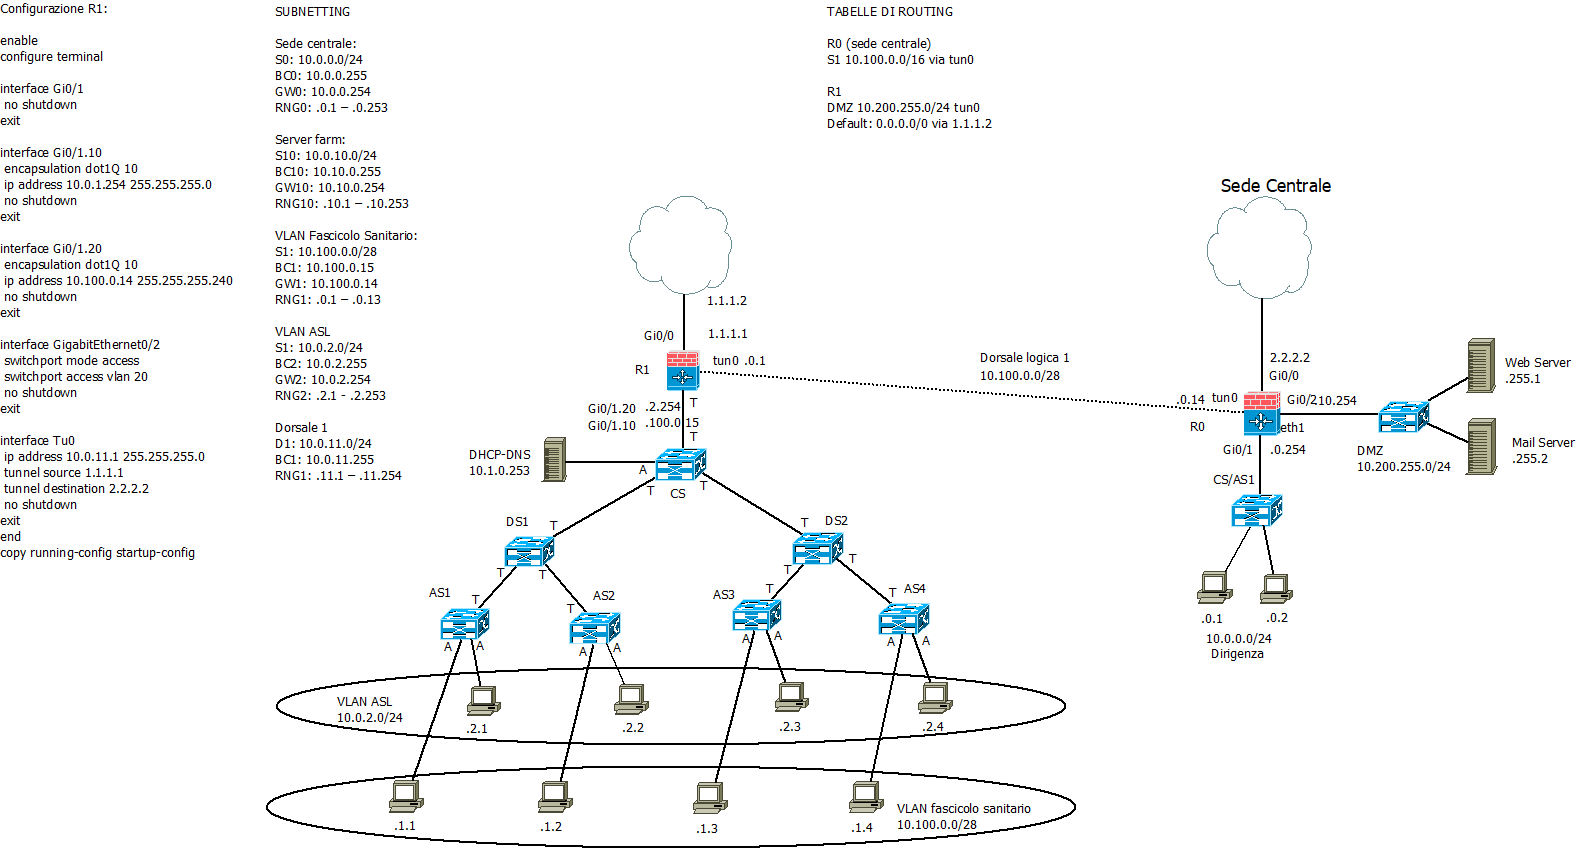 Configurazione R1:
enable
configure terminal
interface Gi0/1
no shutdown
exit
interface Gi0/1.10
encapsulation dot1Q 10
ip address 10.0.1.254 255.255.255.0
no shutdown
exit
interface Gi0/1.20
encapsulation dot1Q 10
ip address 10.100.0.14 255.255.255.240
no shutdown
exit
interface GigabitEthernet0/2
switchport mode access
switchport access vlan 20
no shutdown
exit
interface Tu0
ip address 10.0.11.1 255.255.255.0
tunnel source 1.1.1.1
tunnel destination 2.2.2.2
no shutdown
exit
end
copy running-config startup-config
SUBNETTING
Sede centrale:
S0: 10.0.0.0/24
BC0: 10.0.0.255
GW0: 10.0.0.254
RNG0: .0.1 – .0.253
Server farm:
S10: 10.0.10.0/24
BC10: 10.10.0.255
GW10: 10.10.0.254
RNG10: .10.1 – .10.253
VLAN Fascicolo Sanitario:
S1: 10.100.0.0/28
BC1: 10.100.0.15
GW1: 10.100.0.14
RNG1: .0.1 – .0.13
VLAN ASL
S1: 10.0.2.0/24
BC2: 10.0.2.255
GW2: 10.0.2.254
RNG2: .2.1 - .2.253
Dorsale 1
D1: 10.0.11.0/24
BC1: 10.0.11.255
RNG1: .11.1 – .11.254
TABELLE DI ROUTING
R0 (sede centrale)
S1 10.100.0.0/16 via tun0
R1
DMZ 10.200.255.0/24 tun0
Default: 0.0.0.0/0 via 1.1.1.2
Sede Centrale
1.1.1.2
Gi0/0
1.1.1.1
R1
tun0 .0.1
T
Gi0/1.20
.2.254
Gi0/1.10
.100.0.15
T
Dorsale logica 1
10.100.0.0/28
2.2.2.2
Gi0/0
.0.14
tun0
Gi0/2
10.254
R0
eth1
Gi0/1
.0.254
Web Server
.255.1
Mail Server
.255.2
DMZ
10.200.255.0/24
CS/AS1
.0.1
.0.2
10.0.0.0/24
Dirigenza
DHCP-DNS
10.1.0.253
A
T
T
CS
DS1
T
T
T
DS2
T
T
T
AS1
T
A
A
AS2
T
A
A
AS3
T
A
A
AS4
T
A
A
VLAN ASL
10.0.2.0/24
.2.1
.2.2
.2.3
.2.4
.1.1
.1.2
.1.3
.1.4
VLAN fascicolo sanitario
10.100.0.0/28